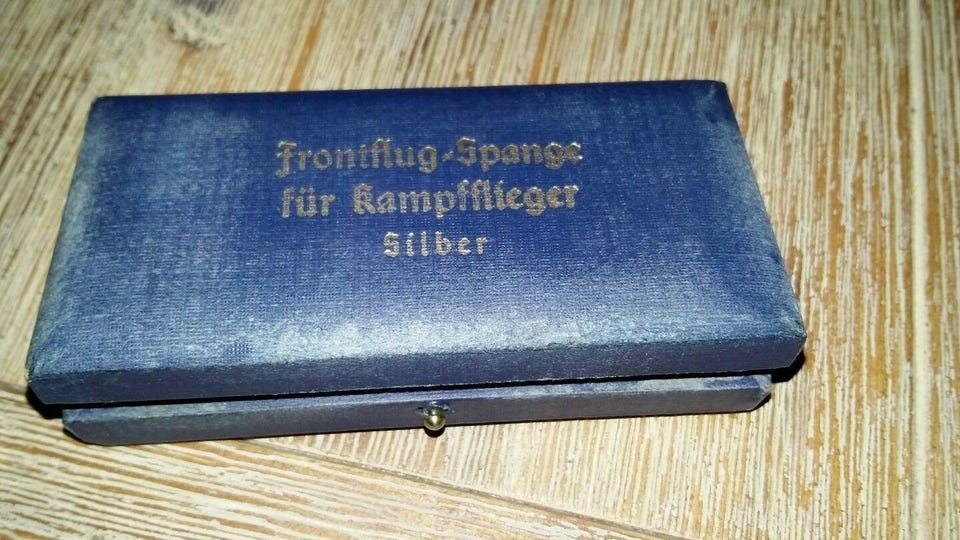 Frontflug-Spange
für Kampfflieger
Silber